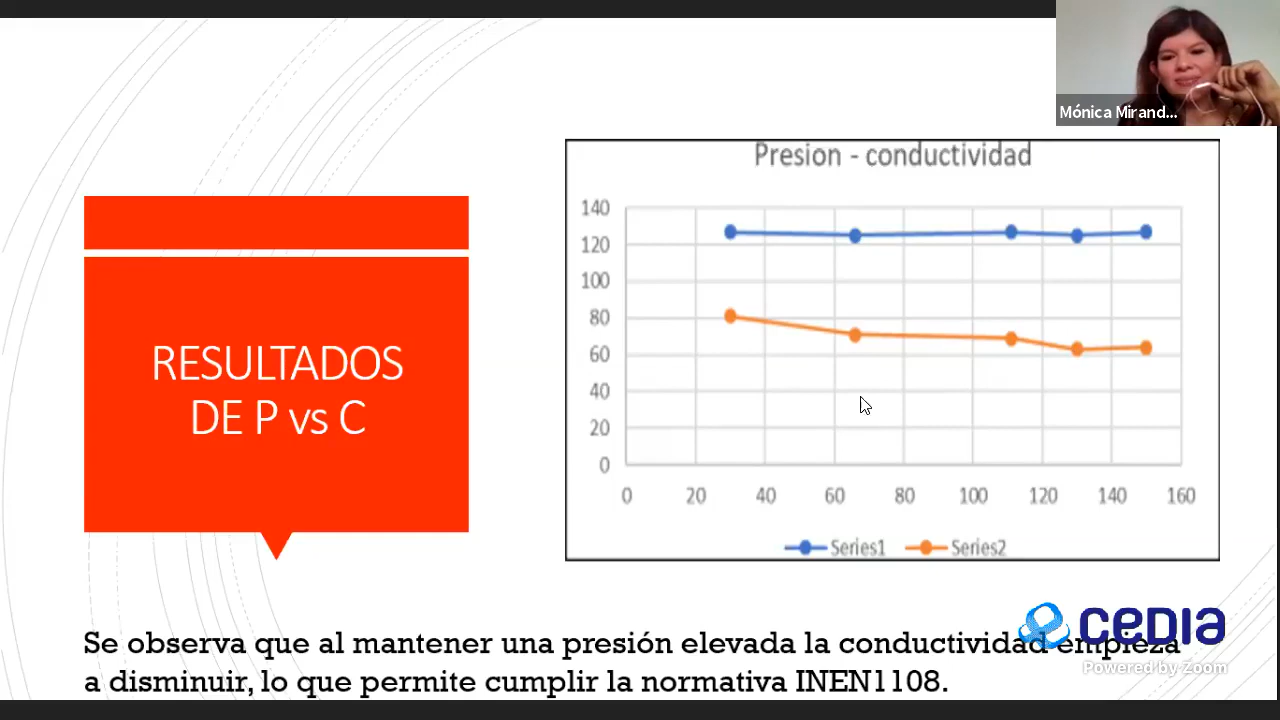 Mónica Mirand...
Presion - conductividad
140
120
100
80
60
40
20
0
0 20 40 60 80 100 120 140 160
Series1 Series2
RESULTADOS
DE P vs C
Se observa que al mantener una presión elevada la conductividad empieza
a disminuir, lo que permite cumplir la normativa INEN1108.
CEDIA
Powered by Zoom